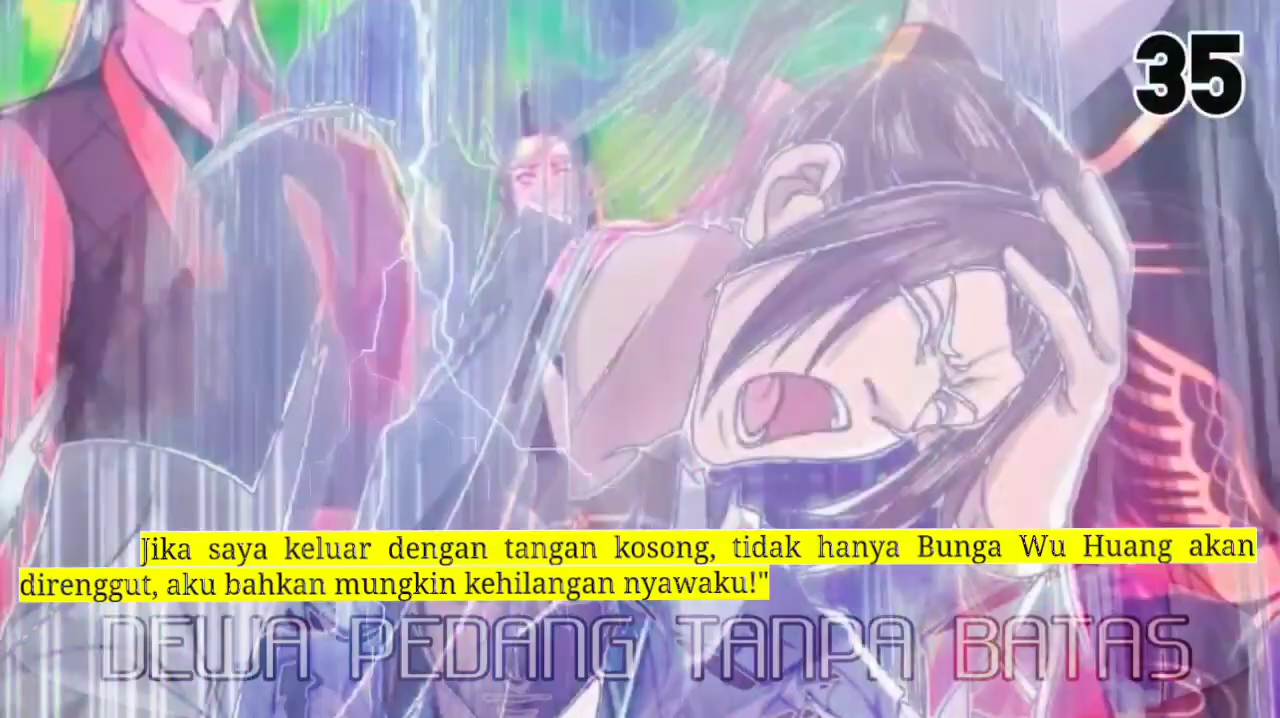 35
Jika saya keluar dengan tangan kosong, tidak hanya Bunga Wu Huang akan
direnggut, aku bahkan mungkin kehilangan nyawaku!"
DEWA PEDANG TANPA BATAS